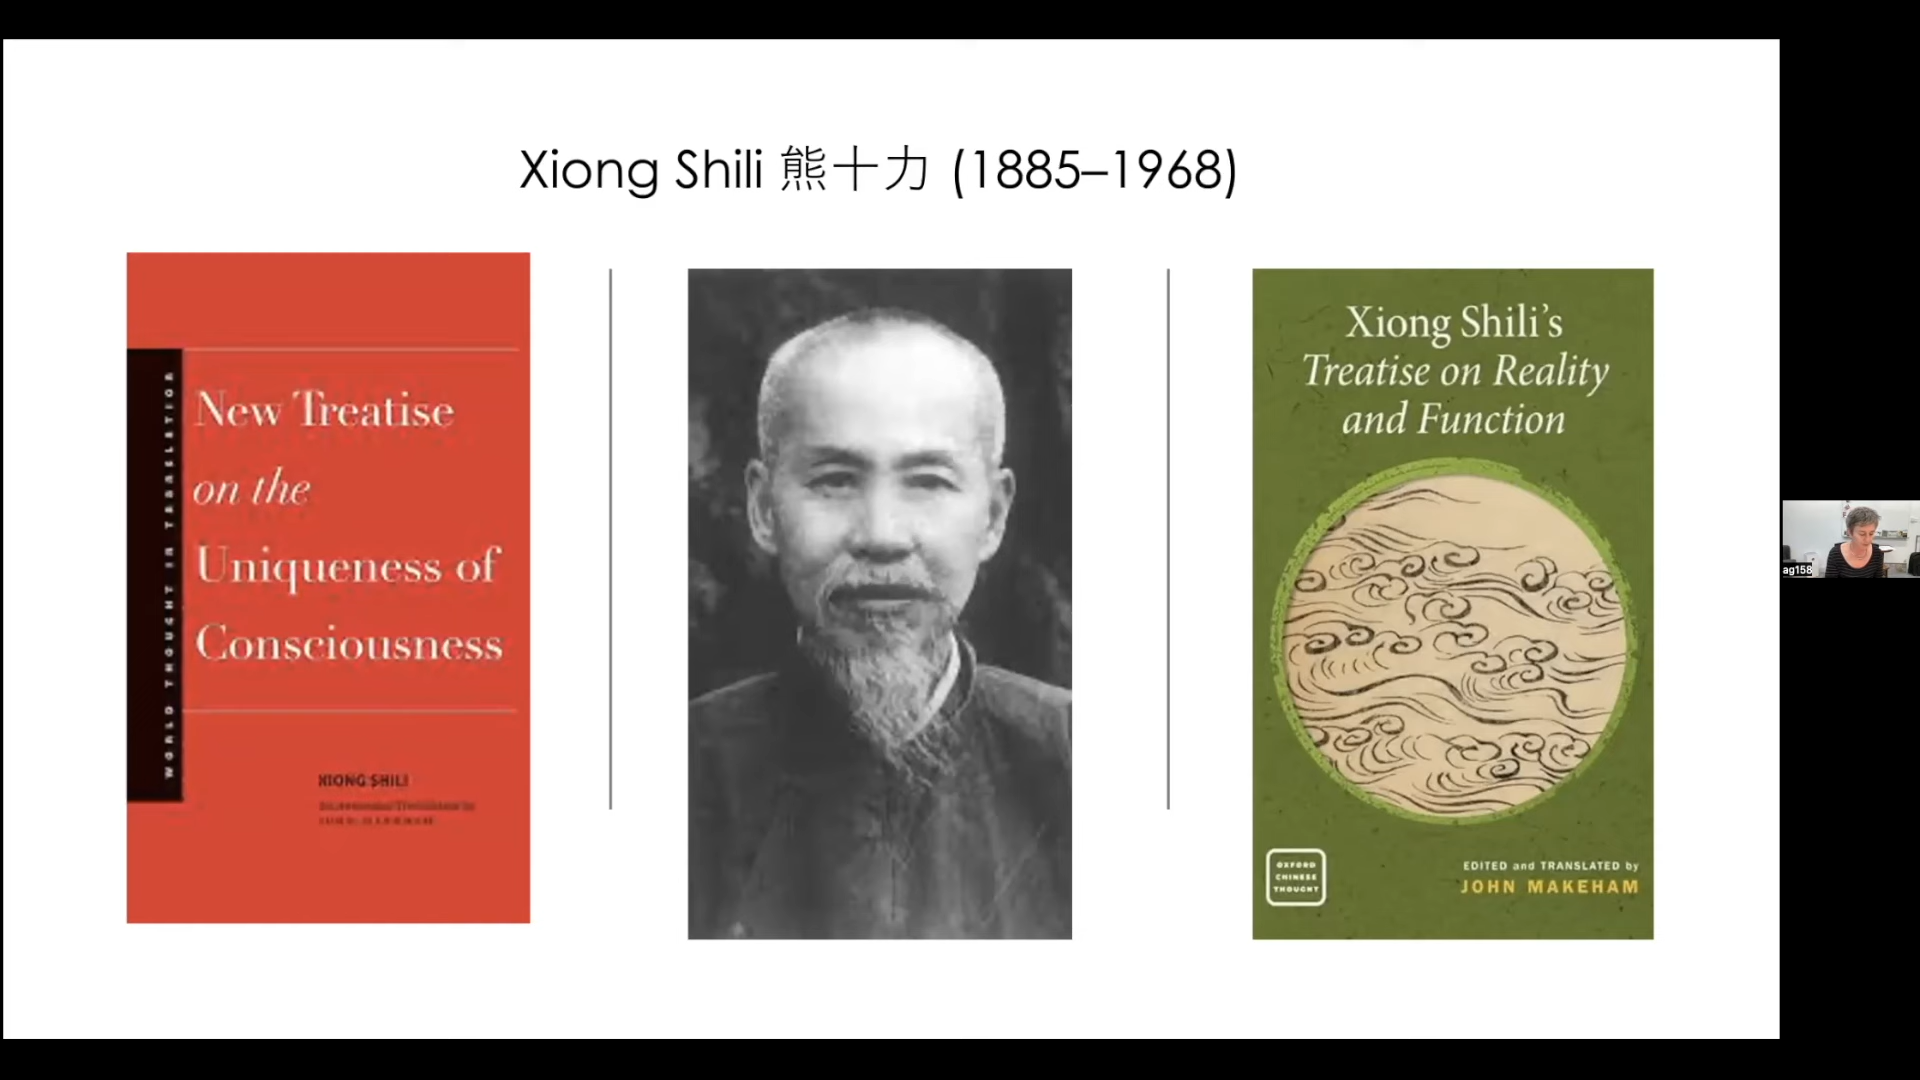 Xiong Shili 熊十力 (1885–1968)
WORLD THOUGHT IN TRANSLATION
New Treatise
on the
Uniqueness of
Consciousness
XIONG SHILI
Xiong Shili's
Treatise on Reality
and Function
OXFORD
CHINESE
THOUGHT
EDITED and TRANSLATED by
JOHN MAKEHAM
ag158